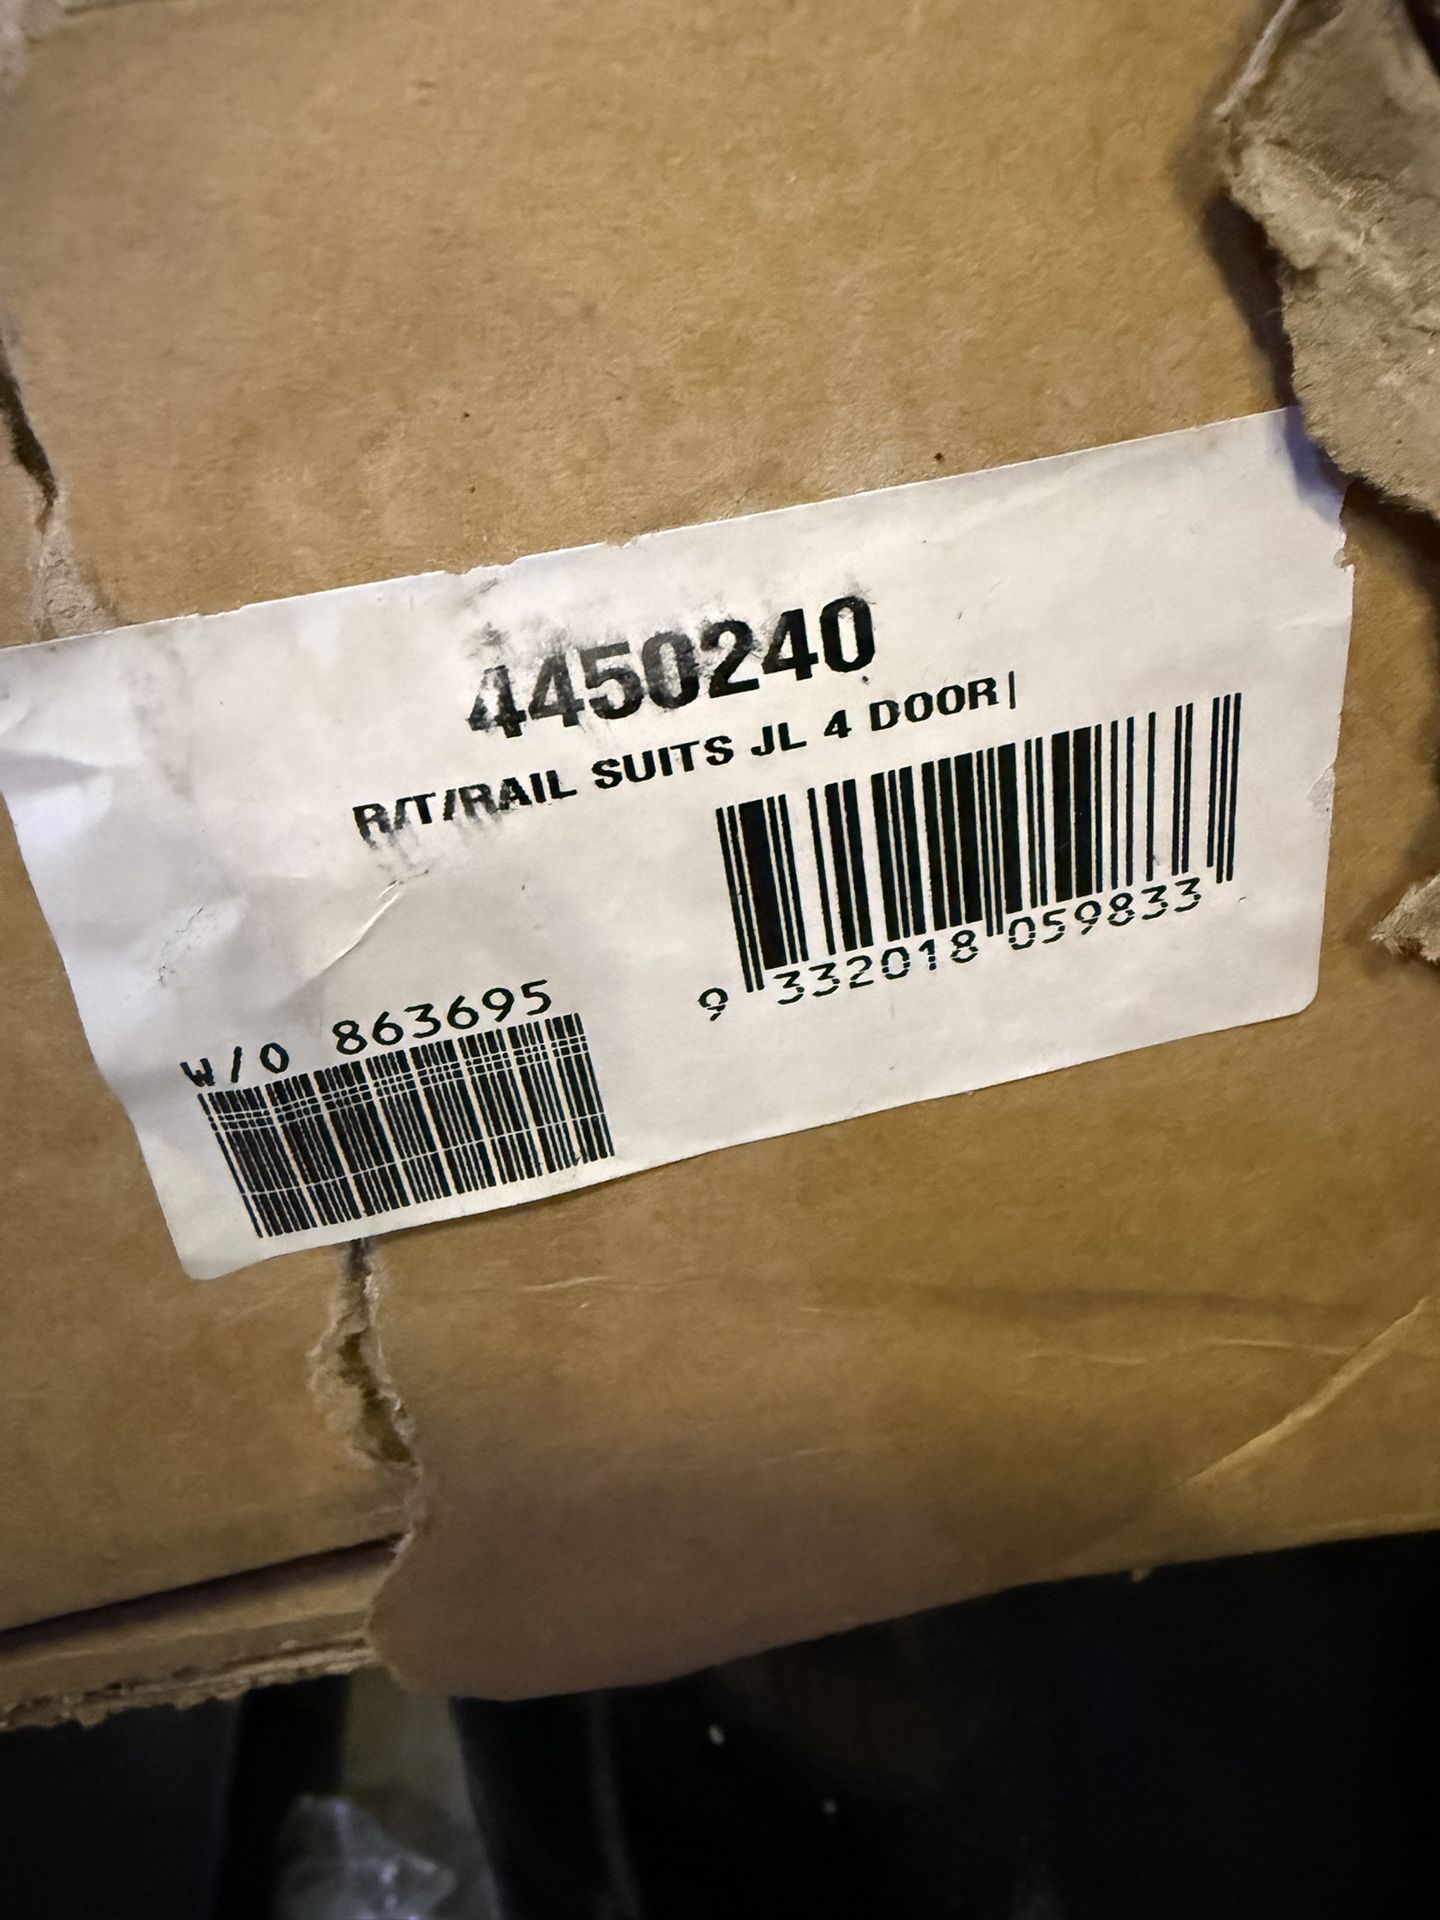 4450240
R/T/RAIL SUITS JL 4 DOOR|
9 332018 059833
W/O 863695